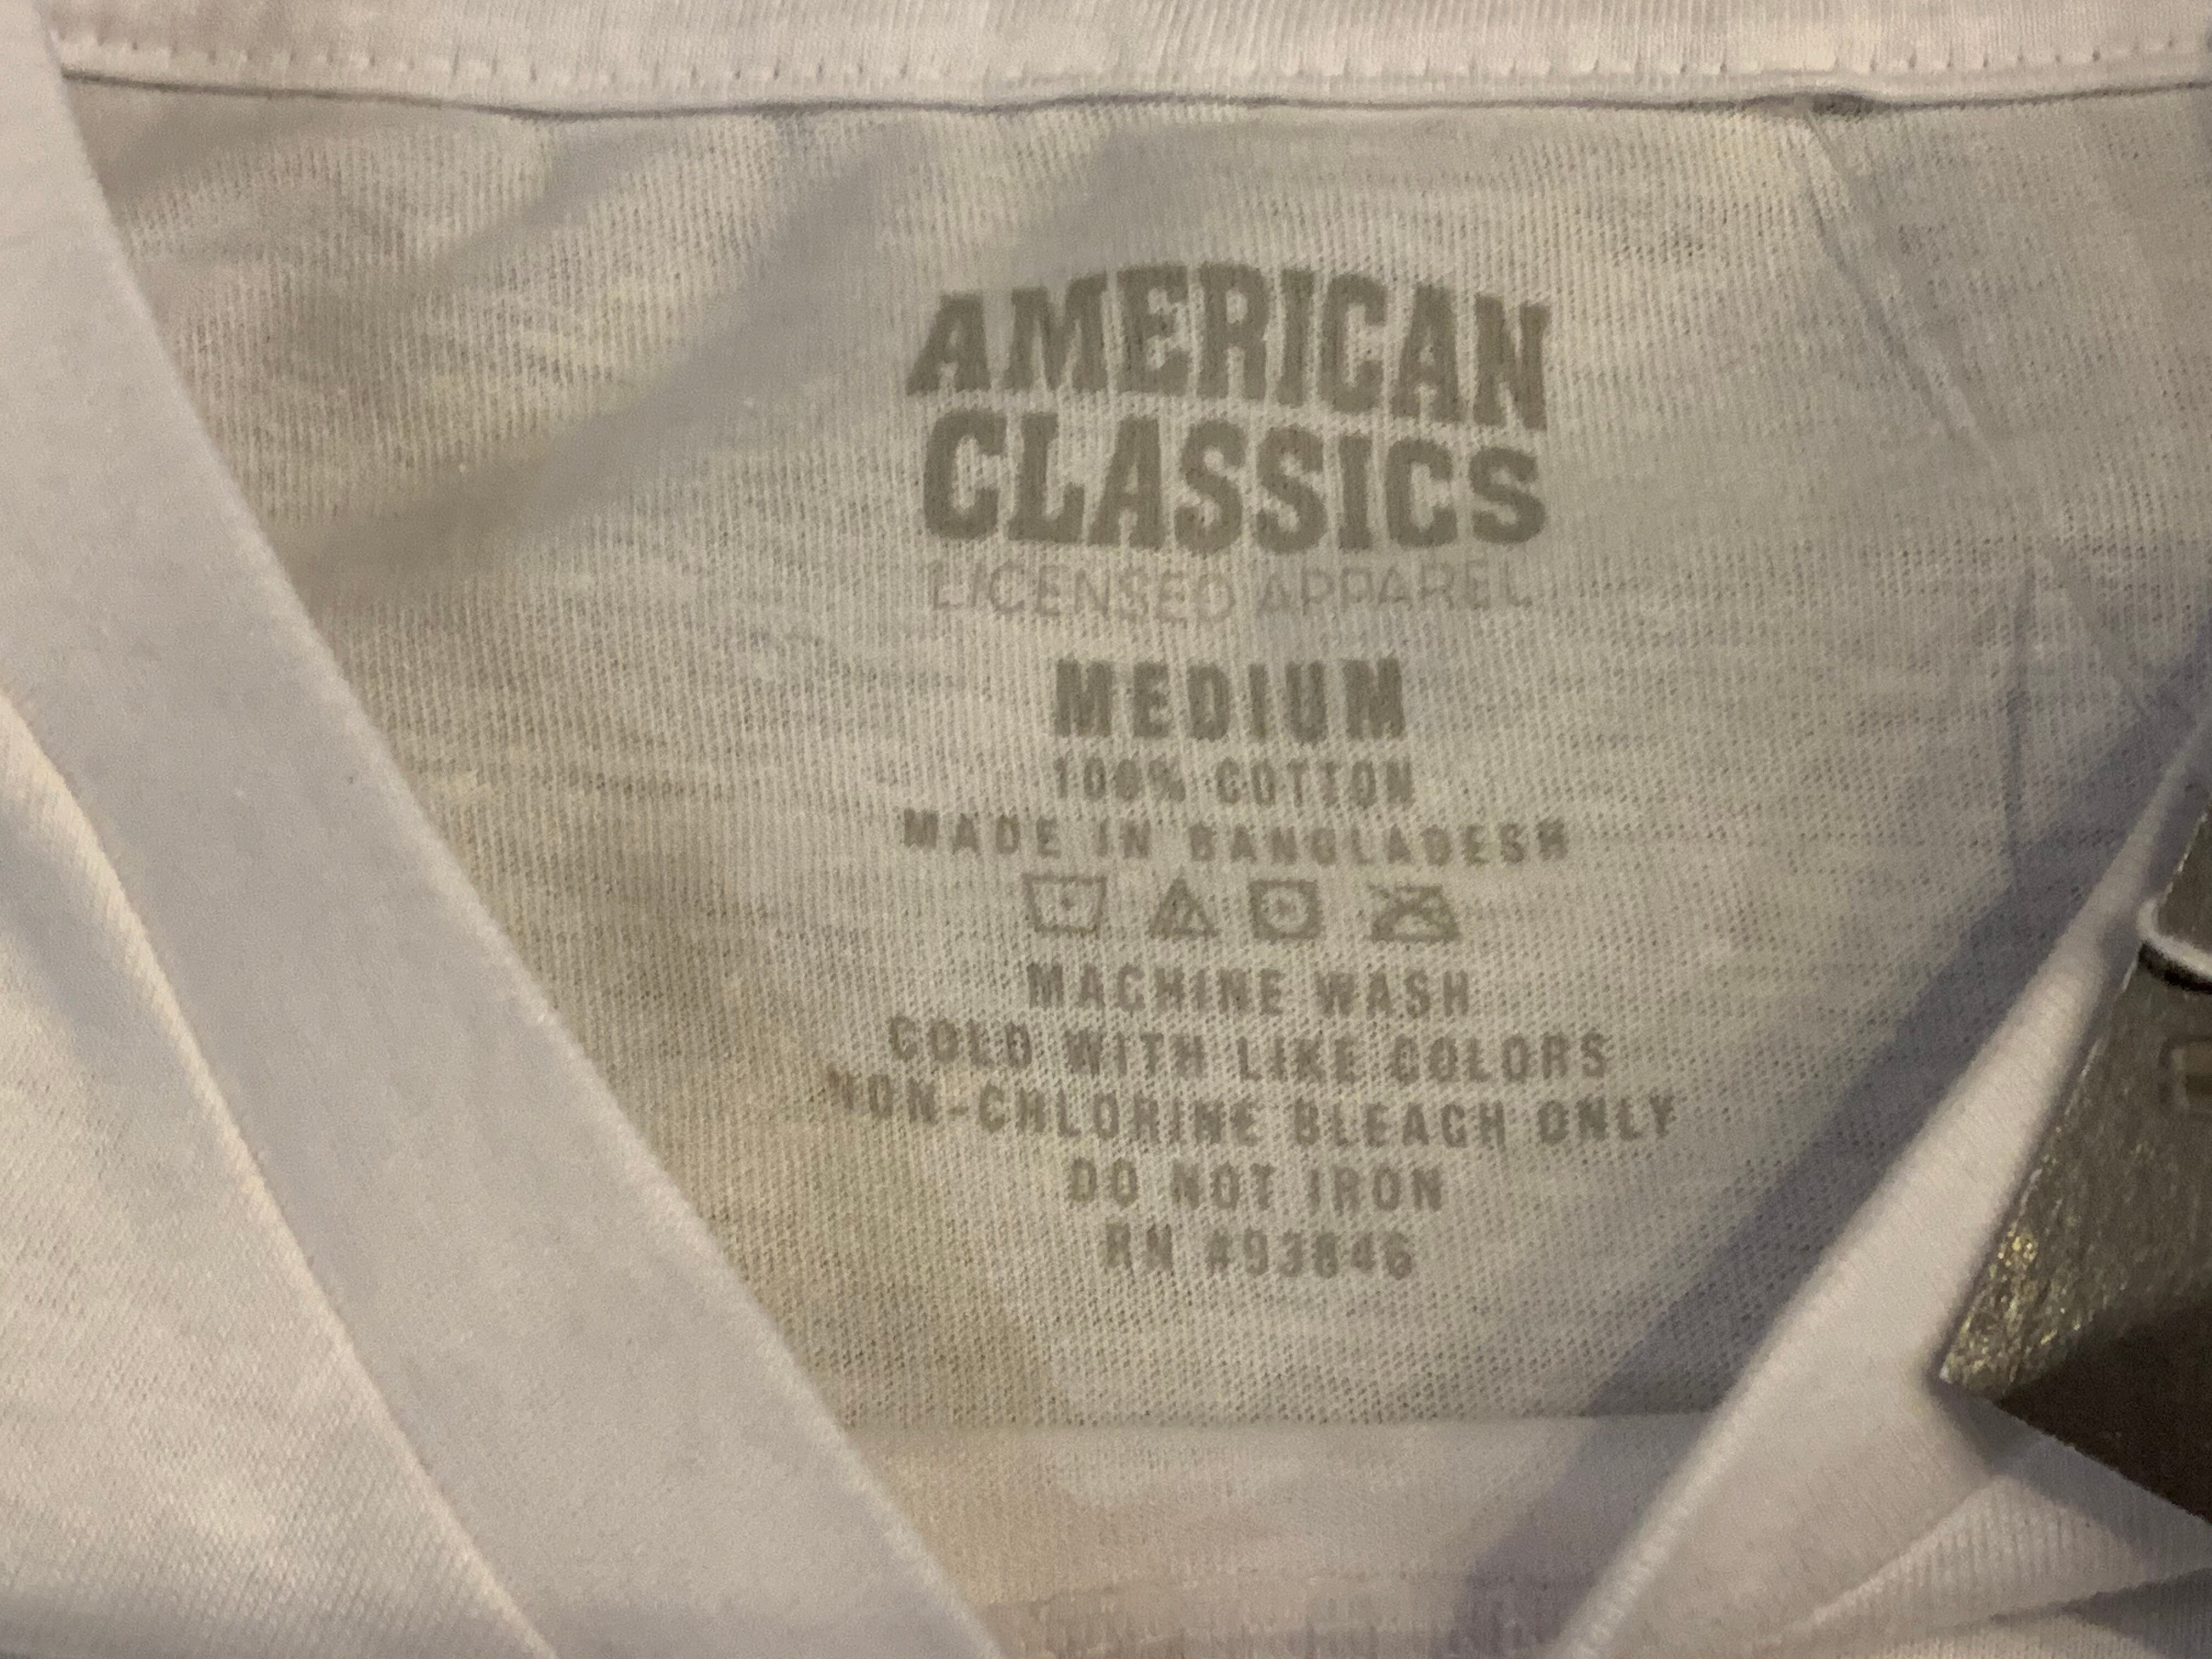 AMERICAN
CLASSICS
LICENSED APPAREL
MEDIUM
100% COTTON
MADE IN BANGLADESH
MACHINE WASH
COLD WITH LIKE COLORS
NON-CHLORINE BLEACH ONLY
DO NOT IRON
RN #93846